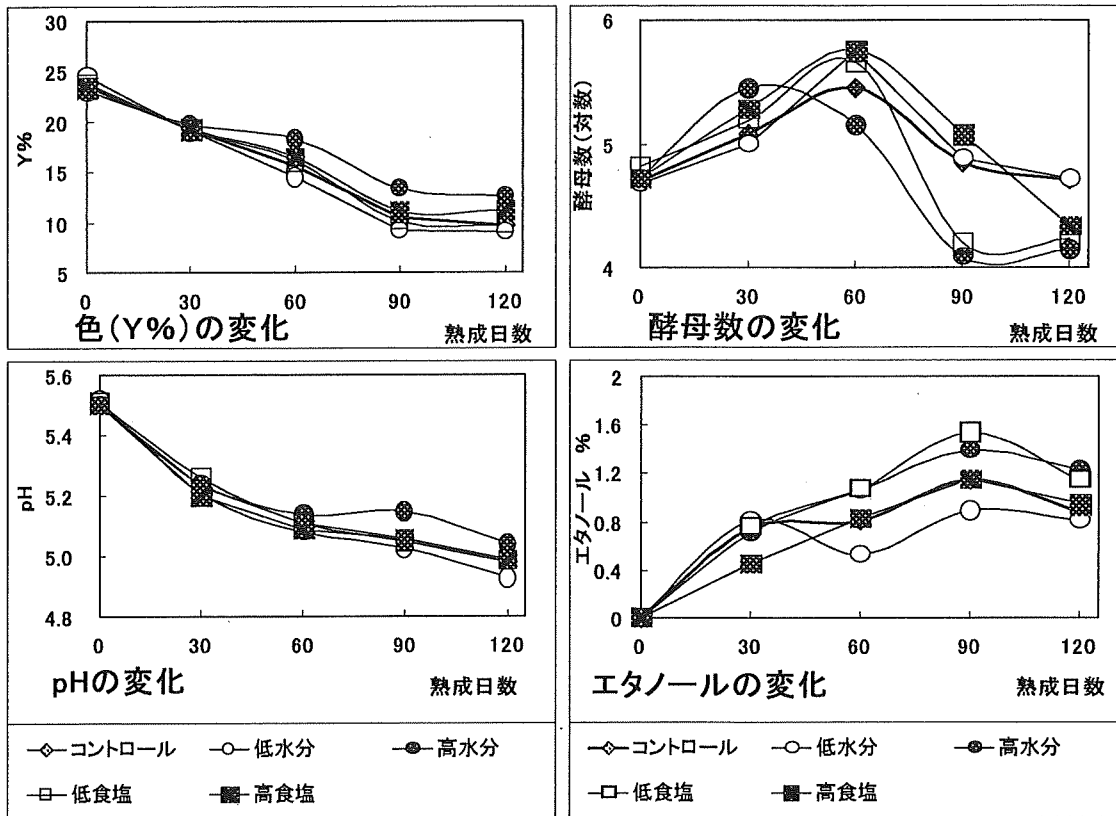 30
25
20
15
10
5
Y%
0 30 60 90 120
色(Y%)の変化
熟成日数
6
5
4
酵母数(対数)
0 30 60 90 120
酵母数の変化
熟成日数
5.6
5.4
5.2
5.0
4.8
pH
0 30 60 90 120
pHの変化
熟成日数
2
1.6
1.2
0.8
0.4
0
エタノール %
0 30 60 90 120
エタノールの変化
熟成日数
コントロール 低水分 高水分
低食塩 高食塩
コントロール 低水分 高水分
低食塩 高食塩